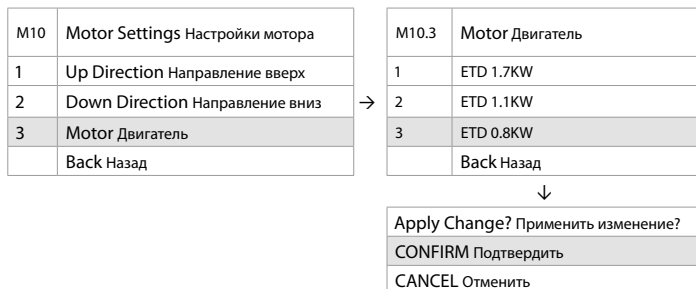 M10 Motor Settings Настройки мотора
1 Up Direction Направление вверх
2 Down Direction Направление вниз
3 Motor Двигатель
Back Назад
→
M10.3 Motor Двигатель
1 ETD 1.7KW
2 ETD 1.1KW
3 ETD 0.8KW
Back Назад
↓
Apply Change? Применить изменение?
CONFIRM Подтвердить
CANCEL Отменить